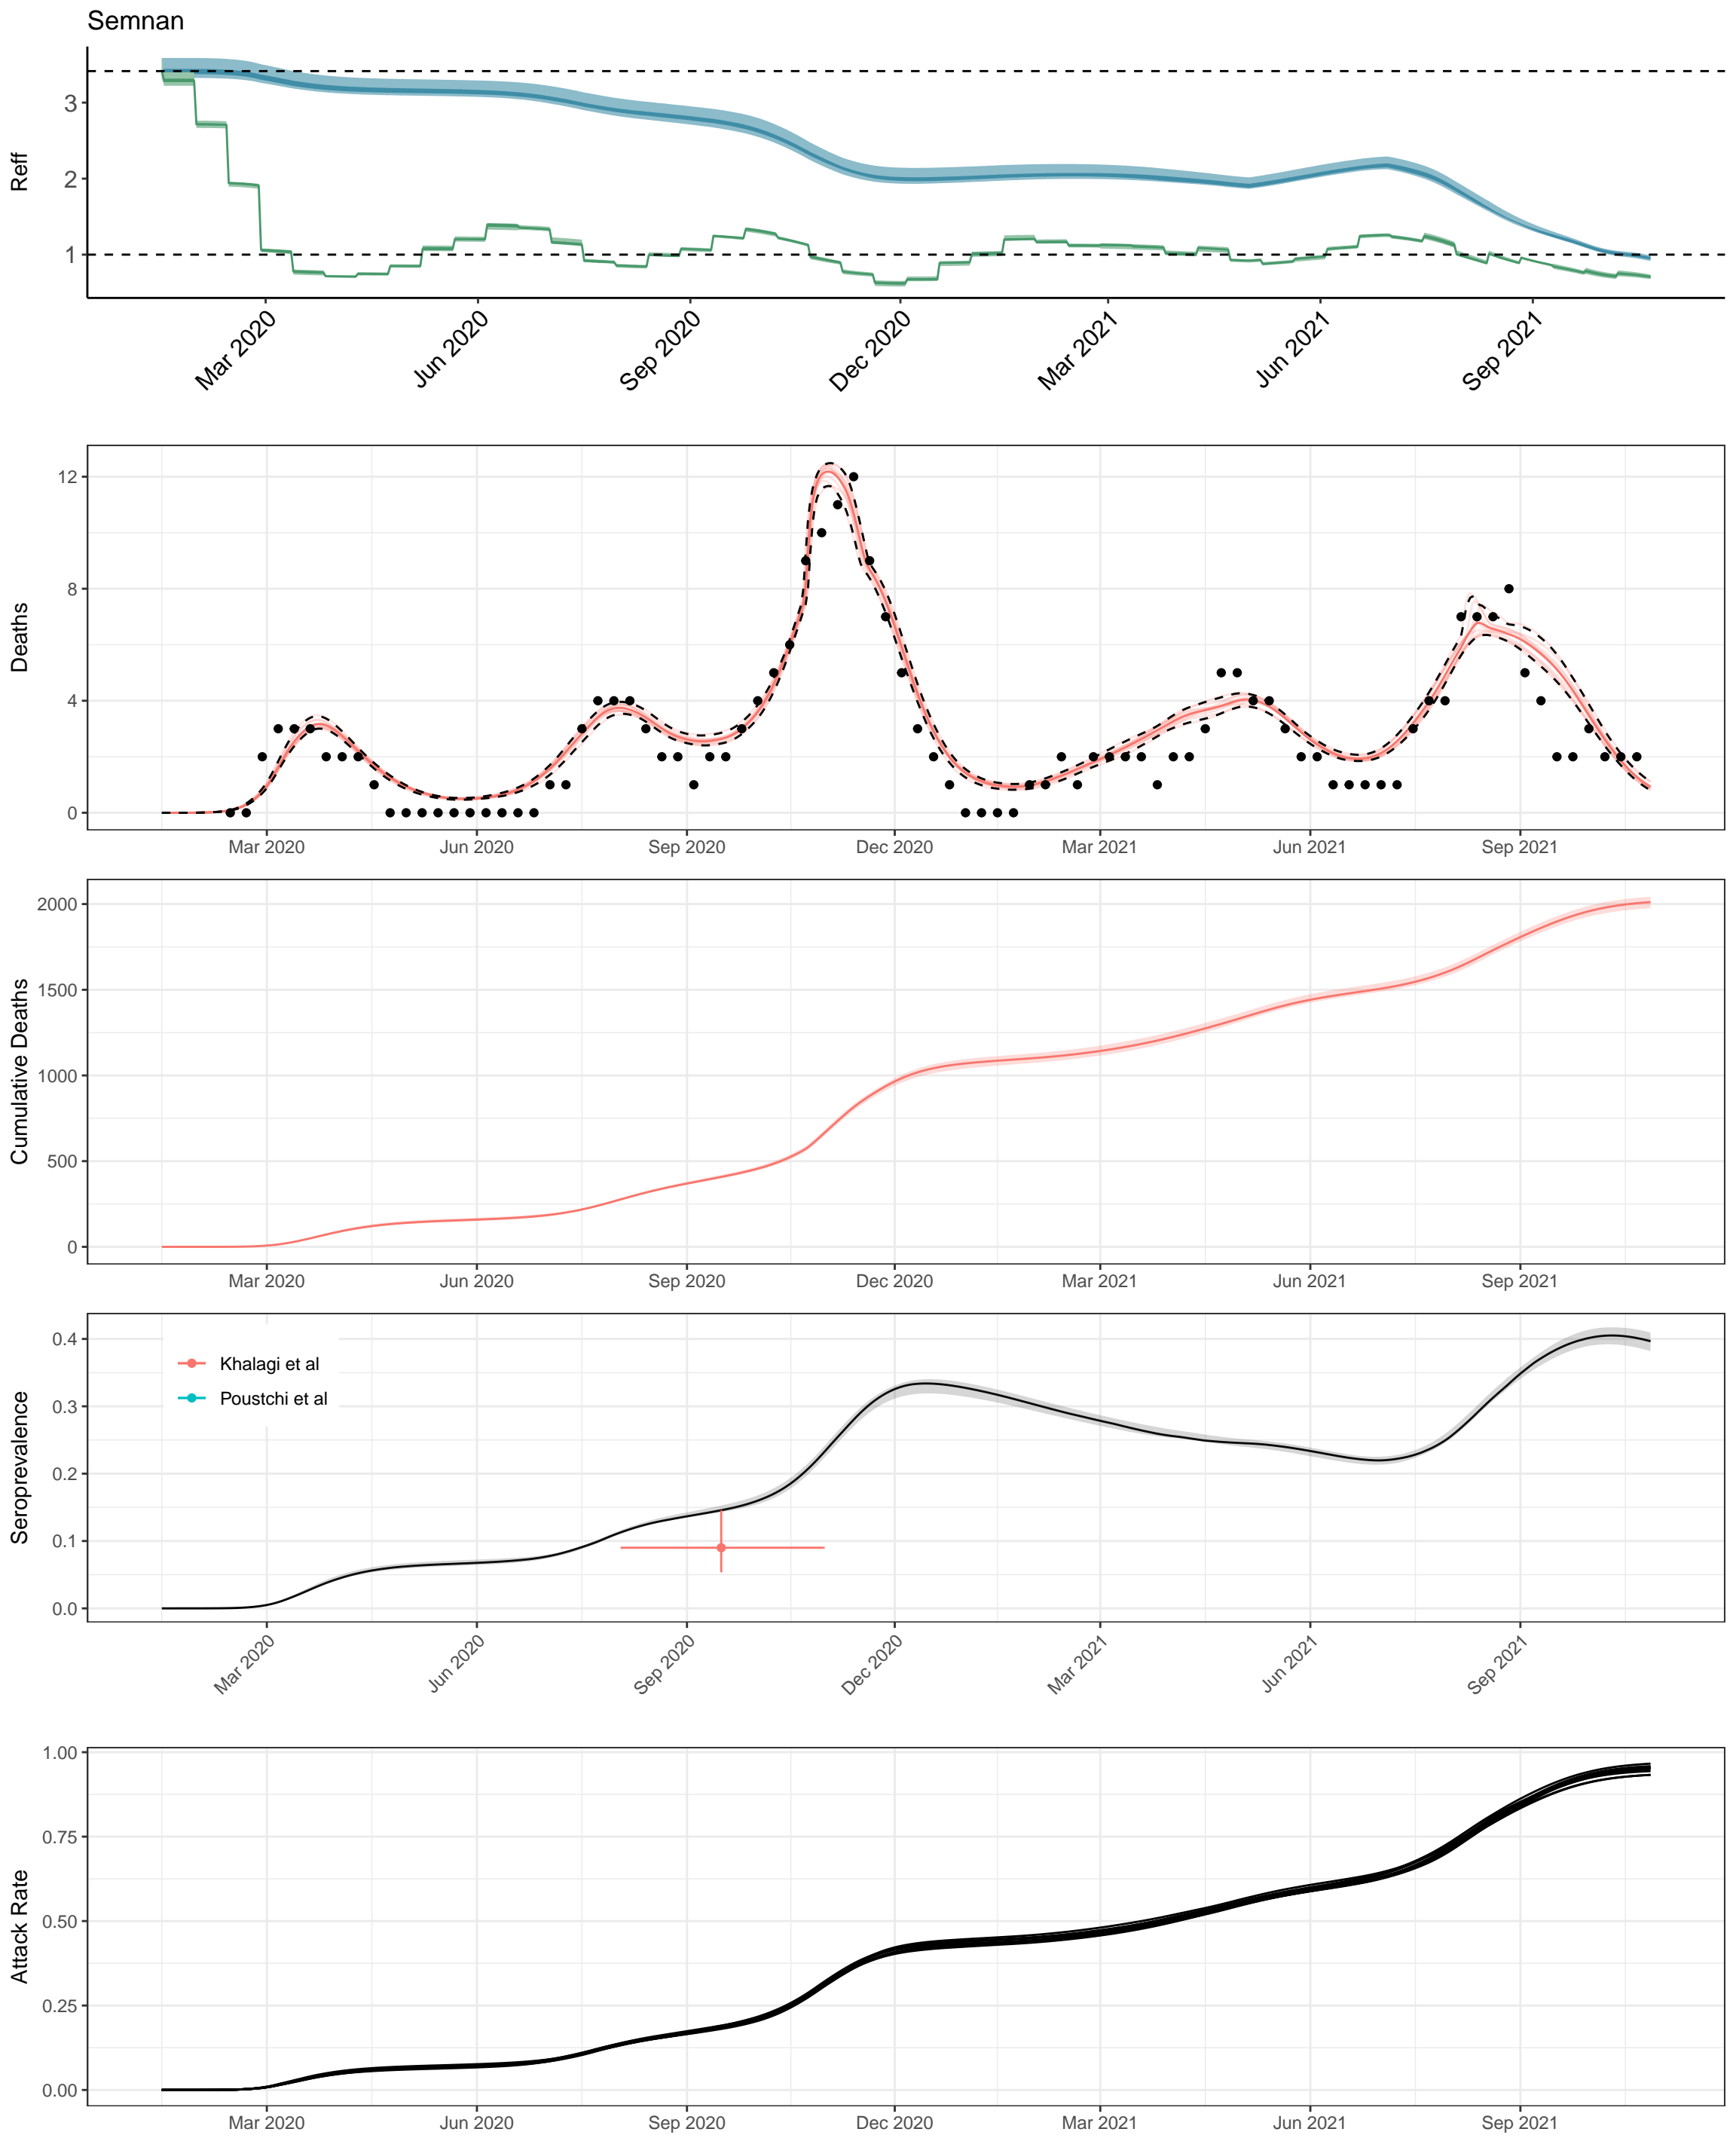 Semnan
Reff
3
2
1
Mar 2020
Jun 2020
Sep 2020
Dec 2020
Mar 2021
Jun 2021
Sep 2021
Deaths
12
8
4
0
Mar 2020
Jun 2020
Sep 2020
Dec 2020
Mar 2021
Jun 2021
Sep 2021
Cumulative Deaths
2000
1500
1000
500
0
Mar 2020
Jun 2020
Sep 2020
Dec 2020
Mar 2021
Jun 2021
Sep 2021
Seroprevalence
0.4
0.3
0.2
0.1
0.0
Khalagi et al
Poustchi et al
Mar 2020
Jun 2020
Sep 2020
Dec 2020
Mar 2021
Jun 2021
Sep 2021
Attack Rate
1.00
0.75
0.50
0.25
0.00
Mar 2020
Jun 2020
Sep 2020
Dec 2020
Mar 2021
Jun 2021
Sep 2021